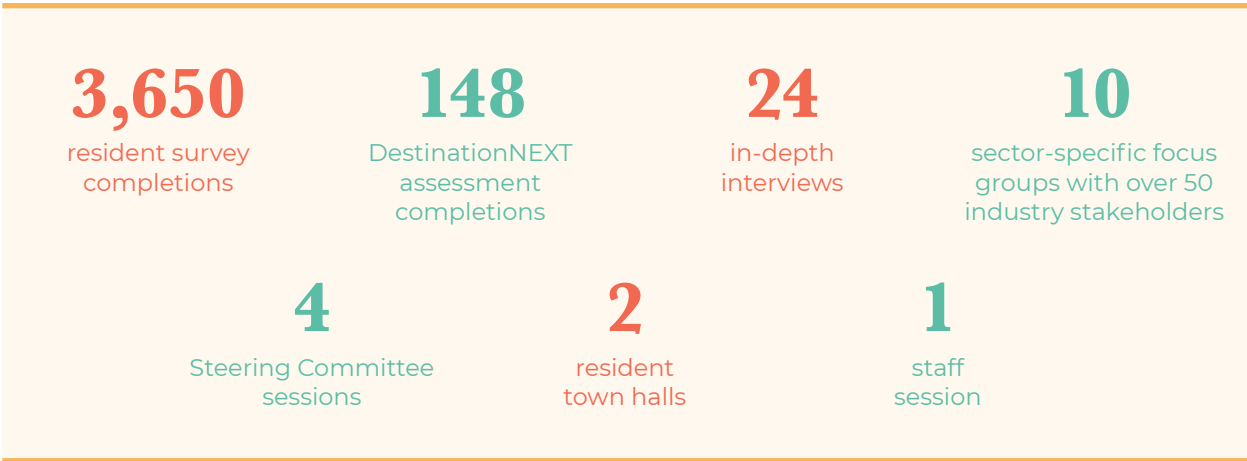 3,650
resident survey
completions
148
DestinationNEXT
assessment
completions
24
in-depth
interviews
10
sector-specific focus
groups with over 50
industry stakeholders
4
Steering Committee
sessions
2
resident
town halls
1
staff
session